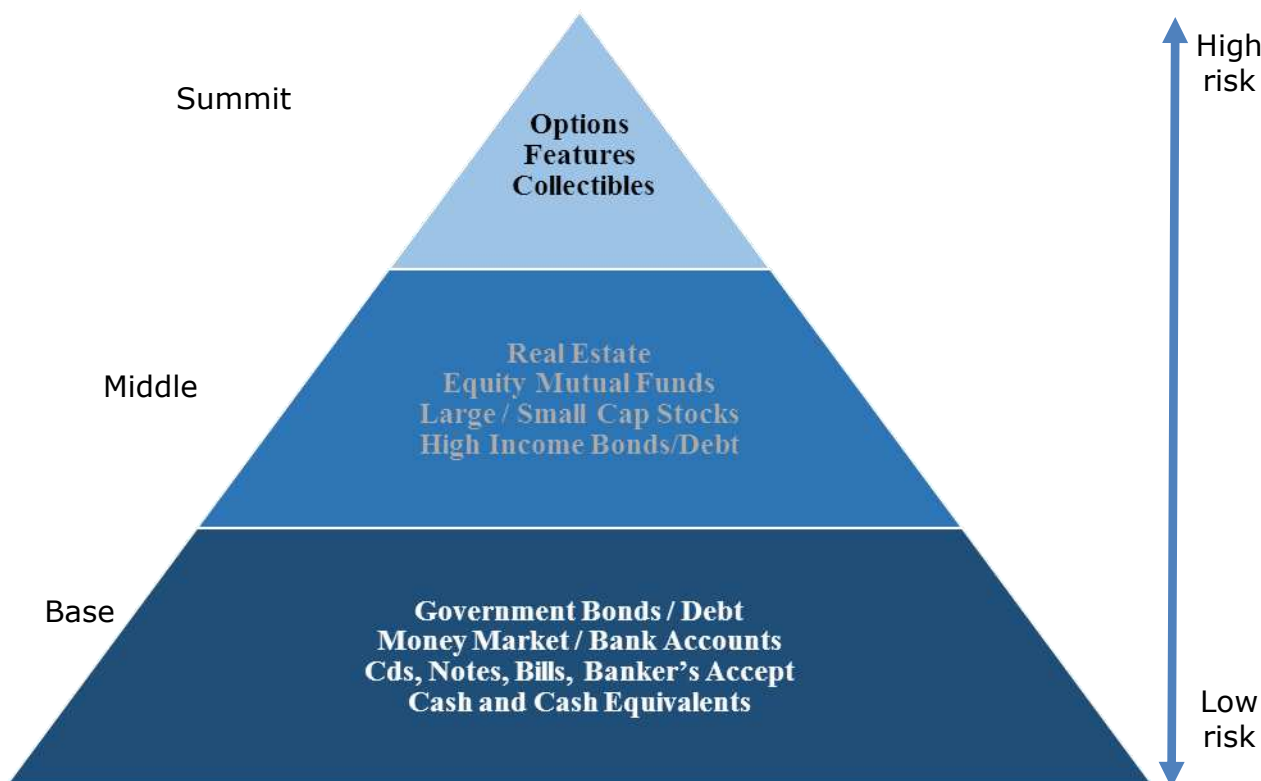 High
risk
Summit
Options
Features
Collectibles
Middle
Real Estate
Equity Mutual Funds
Large / Small Cap Stocks
High Income Bonds/Debt
Base
Government Bonds / Debt
Money Market / Bank Accounts
Cds, Notes, Bills, Banker's Accept
Cash and Cash Equivalents
Low
risk